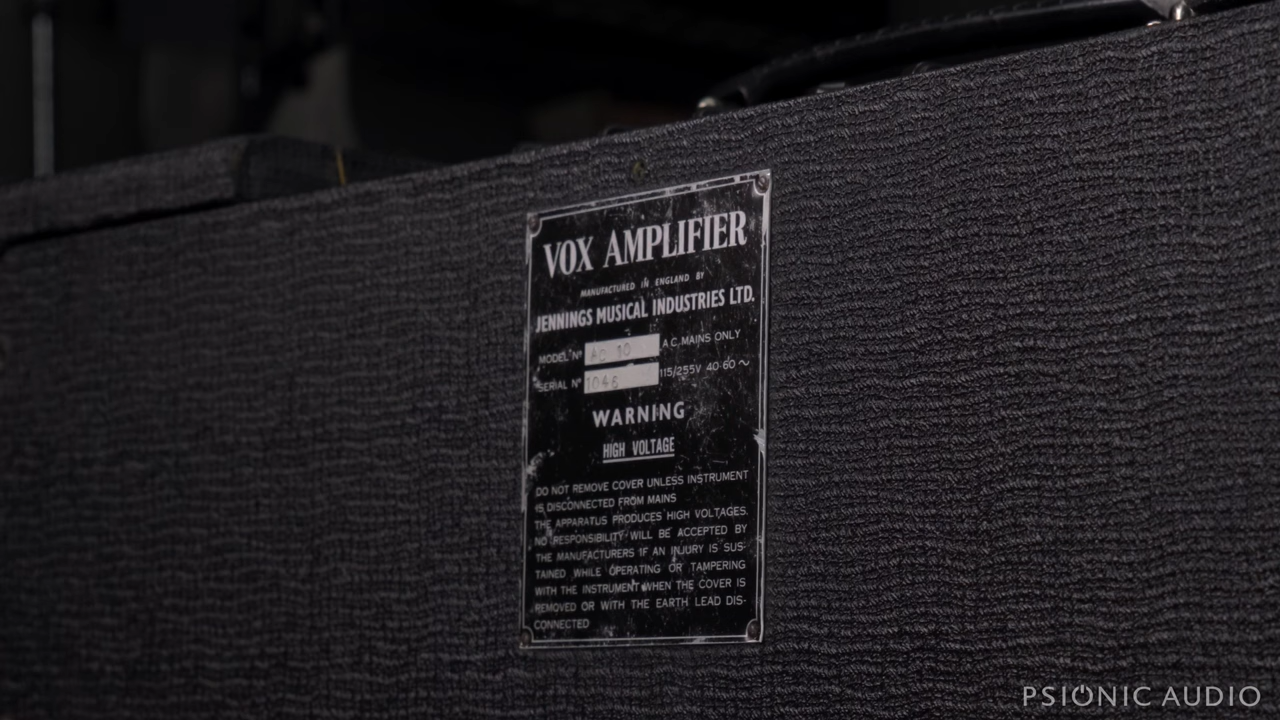 VOX AMPLIFIER
MANUFACTURED IN ENGLAND BY
JENNINGS MUSICAL INDUSTRIES LTD.
MODEL Nº AC 10 A C MAINS ONLY
SERIAL Nº 1046 115/255V 40-60 ~
WARNING
HIGH VOLTAGE
DO NOT REMOVE COVER UNLESS INSTRUMENT
IS DISCONNECTED FROM MAINS
THE APPARATUS PRODUCES HIGH VOLTAGES.
NO RESPONSIBILITY WILL BE ACCEPTED BY
THE MANUFACTURERS IF AN INJURY IS SUS-
TAINED WHILE OPERATING OR TAMPERING
WITH THE INSTRUMENT WHEN THE COVER IS
REMOVED OR WITH THE EARTH LEAD DIS-
CONNECTED
PSIONIC AUDIO